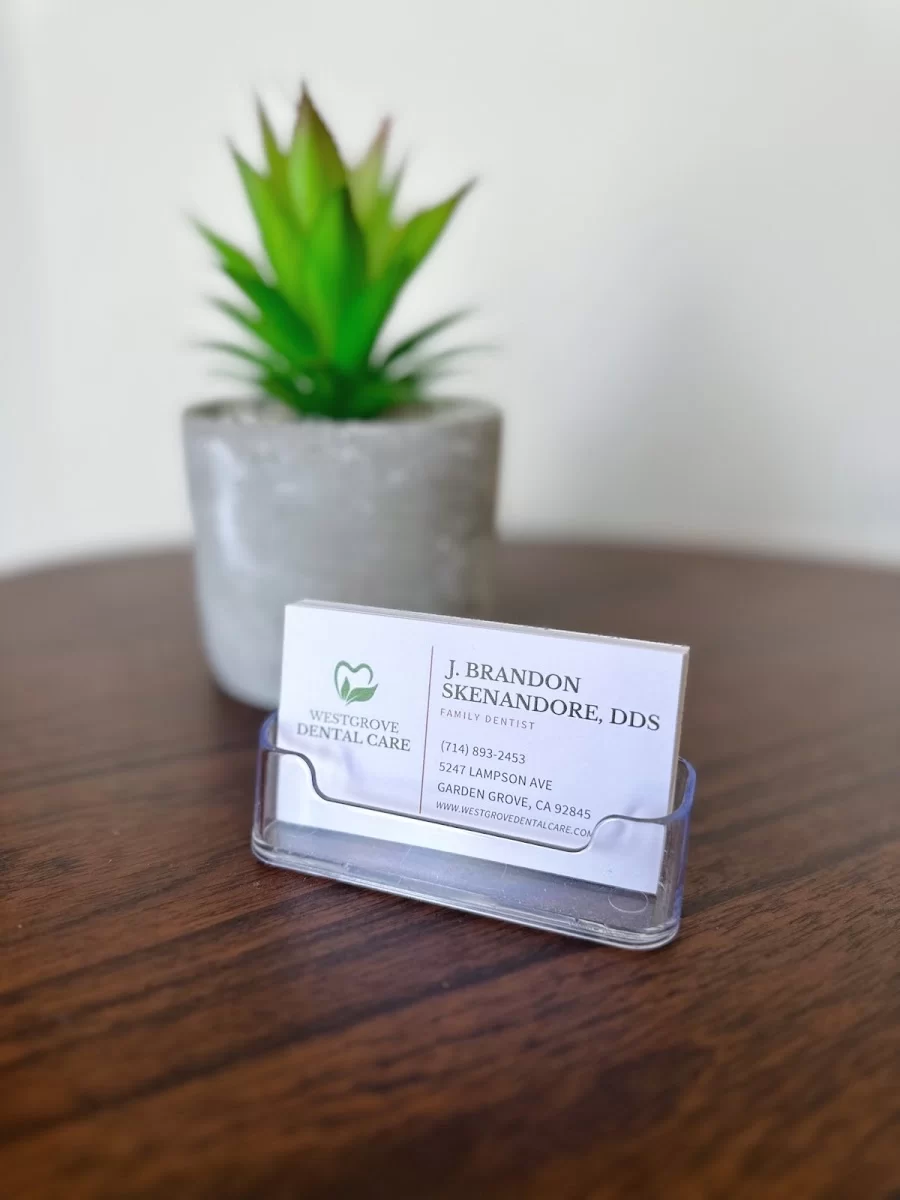 WESTGROVE
DENTAL CARE
J. BRANDON
SKENANDORE, DDS
FAMILY DENTIST
(714) 893-2453
5247 LAMPSON AVE
GARDEN GROVE, CA 92845
WWW.WESTGROVEDENTALCARE.COM